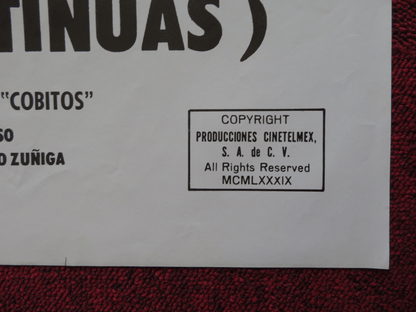 TINUAS)
"COBITOS"
SO
O ZUÑIGA
COPYRIGHT
PRODUCCIONES CINETELMEX,
S. A. de C. V.
All Rights Reserved
MCMLXXXIX